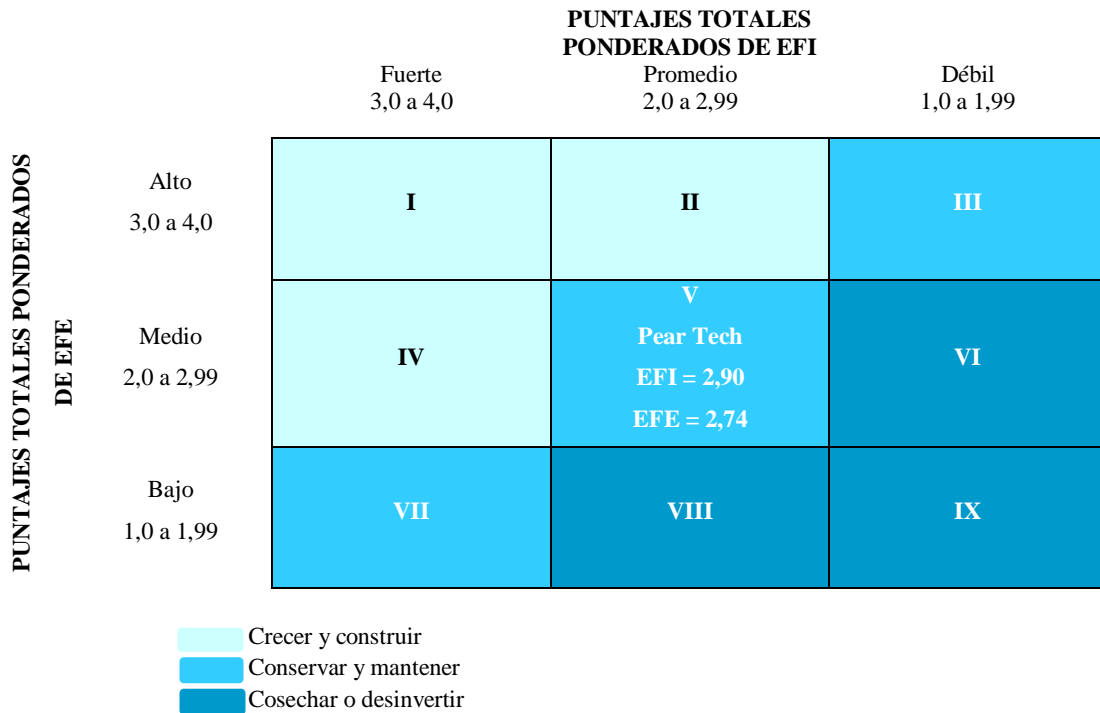 PUNTAJES TOTALES
PONDERADOS DE EFI
Fuerte
3,0 a 4,0
Promedio
2,0 a 2,99
Débil
1,0 a 1,99
PUNTAJES TOTALES PONDERADOS
DE EFE
Alto
3,0 a 4,0
I
II
III
Medio
2,0 a 2,99
IV
V
Pear Tech
EFI = 2,90
EFE = 2,74
VI
Bajo
1,0 a 1,99
VII
VIII
IX
Crecer y construir
Conservar y mantener
Cosechar o desinvertir